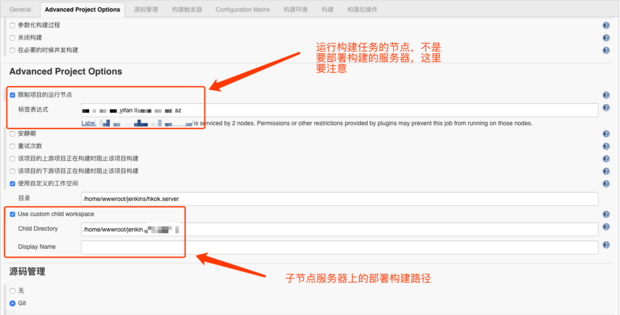 General Advanced Project Options 源码管理 构建触发器 Configuration Matrix 构建环境 构建 构建后操作
参数化构建过程
关闭构建
在必要的时候并发构建
运行构建任务的节点，不是
要部署构建的服务器，这里
要注意
Advanced Project Options
限制项目的运行节点
标签表达式
yifan sz
Labe. is serviced by 2 nodes. Permissions or other restrictions provided by plugins may prevent this job from running on those nodes.
安静期
重试次数
该项目的上游项目正在构建时阻止该项目构建
该项目的下游项目正在构建时阻止该项目构建
使用自定义的工作空间
目录 /home/wwwroot/jenkins/hkok.server
Use custom child workspace
Child Directory /home/wwwroot/jenkin
Display Name
子节点服务器上的部署构建路径
源码管理
无
Git